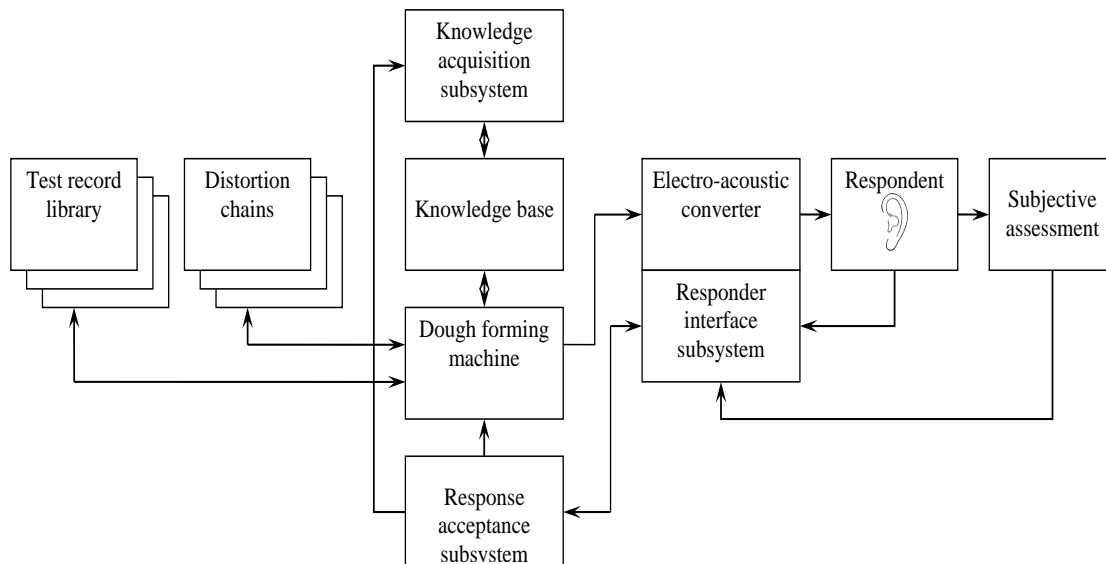 Knowledge
acquisition
subsystem
Test record
library
Distortion
chains
Knowledge base
Electro-acoustic
converter
Respondent
Subjective
assessment
Dough forming
machine
Responder
interface
subsystem
Response
acceptance
subsystem